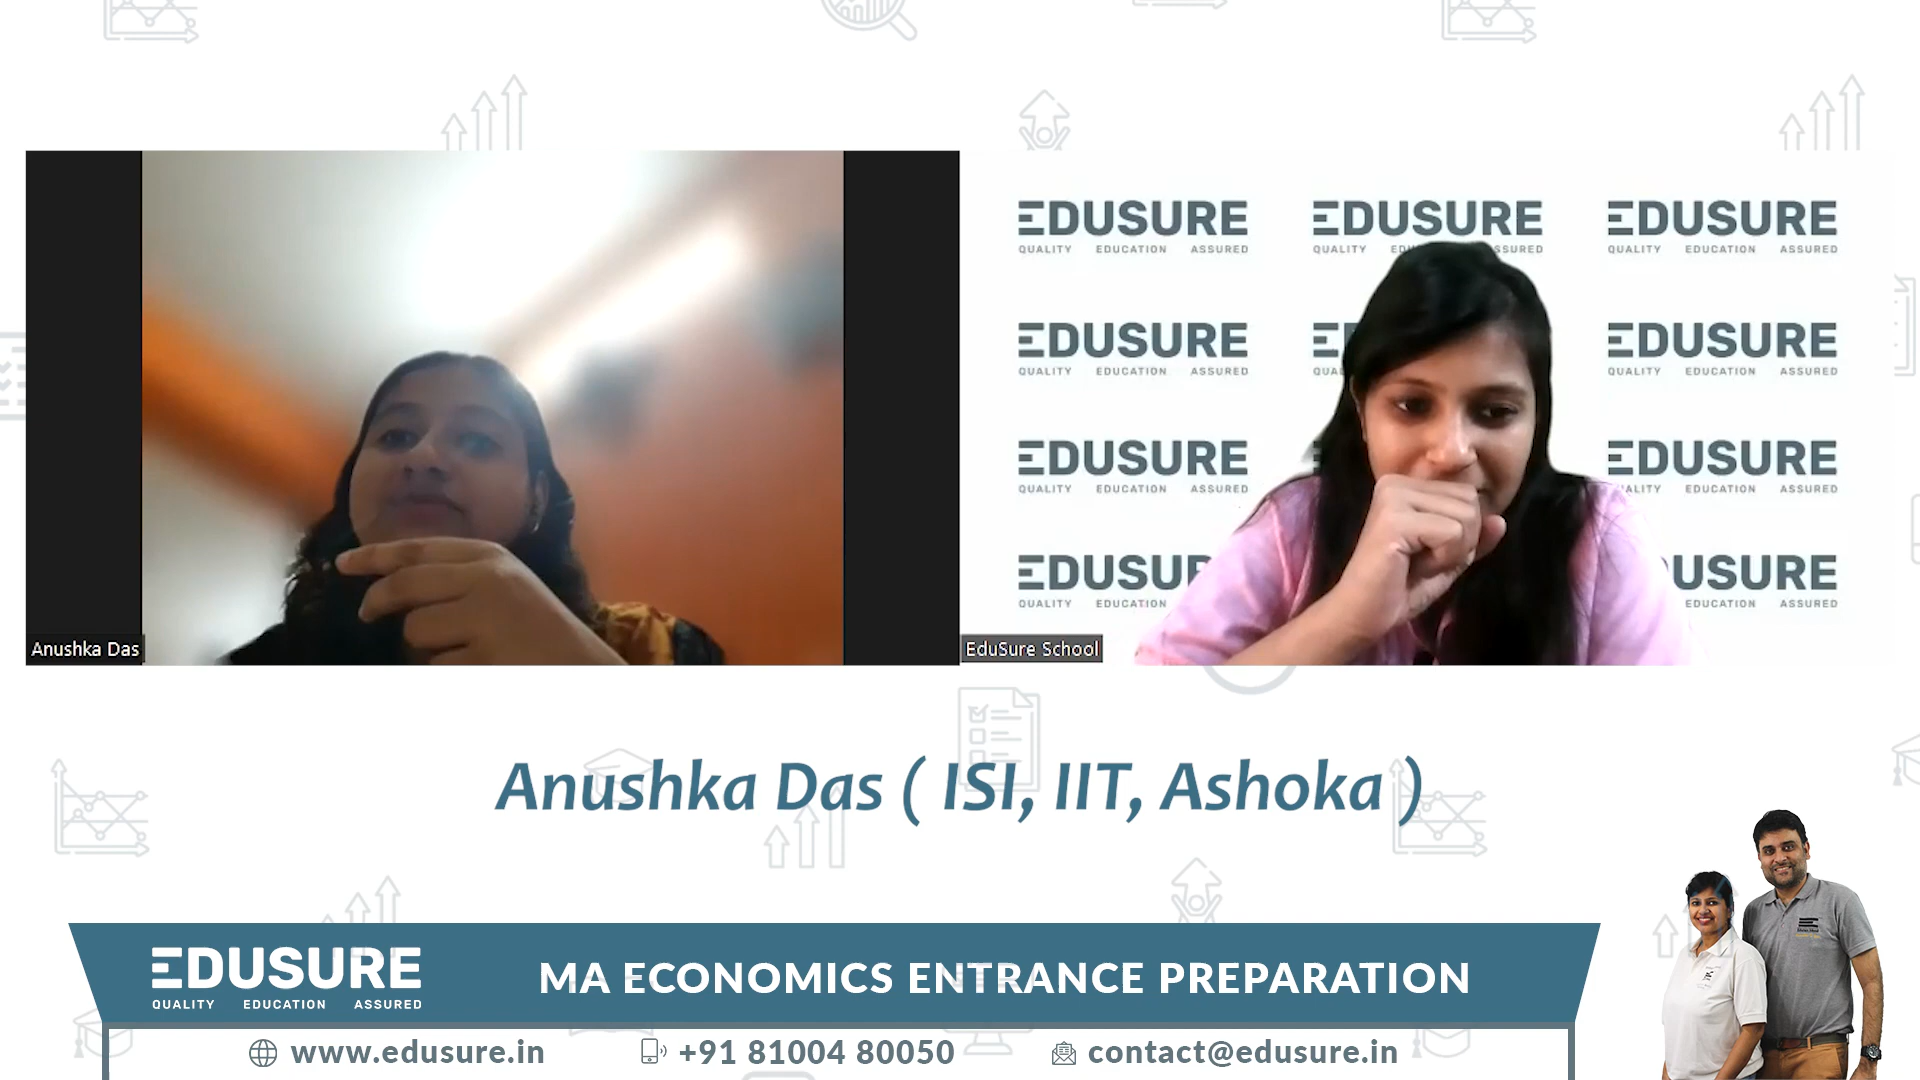 EDUSURE EDUSURE EDUSURE
QUALITY EDUCATION ASSURED QUALITY ASSURED QUALITY EDUCATION ASSURED
EDUSURE EDUSURE
QUALITY EDUCATION ASSURED QUALITY EDUCATION ASSURED
EDUSURE EDUSURE
QUALITY EDUCATION ASSURED QUALITY EDUCATION ASSURED
EDUSURE EDUSURE
QUALITY EDUCATION EDUCATION ASSURED
Anushka Das
EduSure School
Anushka Das ( ISI, IIT, Ashoka )
EDUSURE
QUALITY EDUCATION ASSURED
MA ECONOMICS ENTRANCE PREPARATION
www.edusure.in +91 81004 80050 contact@edusure.in